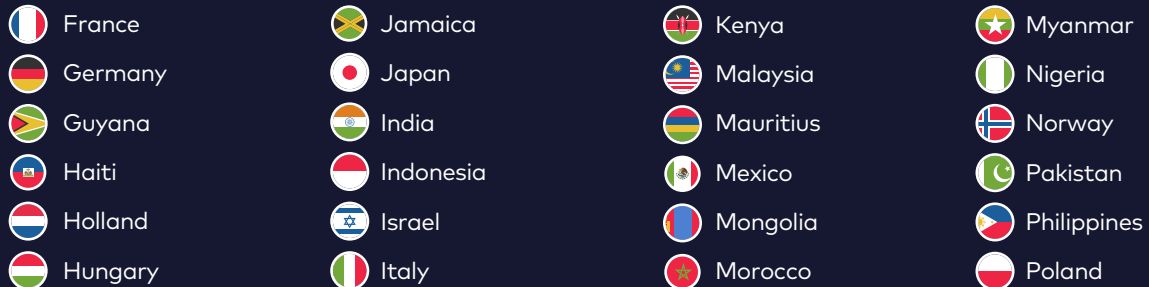 France
Germany
Guyana
Haiti
Holland
Hungary
Jamaica
Japan
India
Indonesia
Israel
Italy
Kenya
Malaysia
Mauritius
Mexico
Mongolia
Morocco
Myanmar
Nigeria
Norway
Pakistan
Philippines
Poland